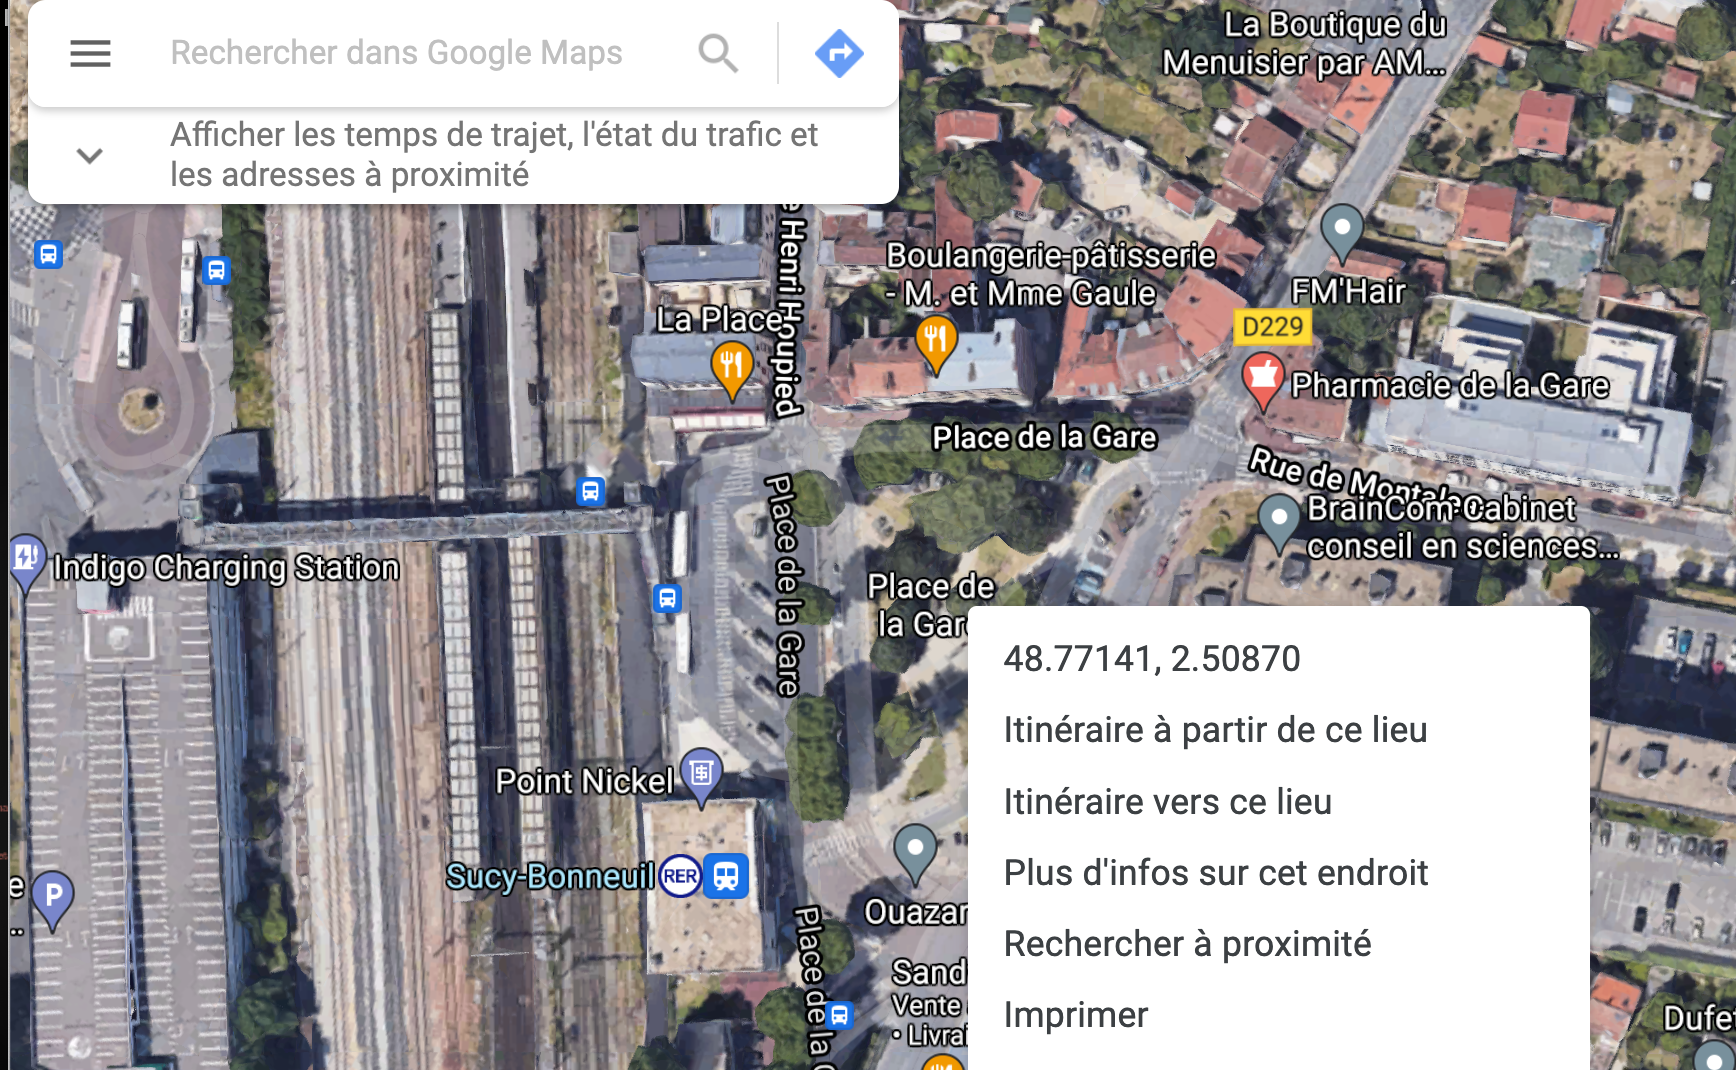 Rechercher dans Google Maps
Afficher les temps de trajet, l'état du trafic et
les adresses à proximité
La Boutique du
Menuisier par AM...
Henri Houpied
Boulangerie-pâtisserie
- M. et Mme Gaule
FM'Hair
La Place
D229
Pharmacie de la Gare
Place de la Gare
Rue de Montaleau
BrainCom-Cabinet
conseil en sciences...
Indigo Charging Station
Place de la Gare
Place de
la Gare
48.77141, 2.50870
Itinéraire à partir de ce lieu
Itinéraire vers ce lieu
Plus d'infos sur cet endroit
Rechercher à proximité
Imprimer
Point Nickel
Sucy-Bonneuil
RER
P
Ouazar
Place de la G
Sand
Vente
• Livrai
Dufe